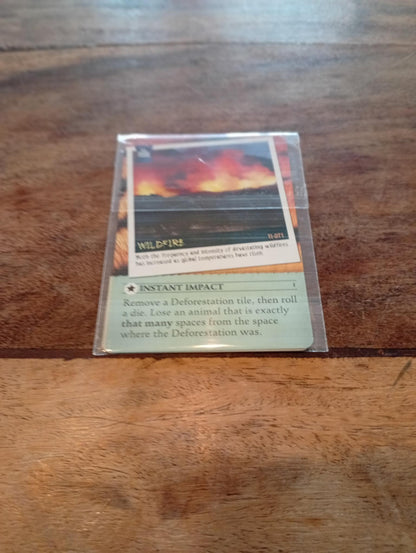 WILDFIRE
Both the frequency and intensity of devastating wildfires
has increased as global temperatures have risen.
INSTANT IMPACT
Remove a Deforestation tile, then roll
a die. Lose an animal that is exactly
that many spaces from the space
where the Deforestation was.